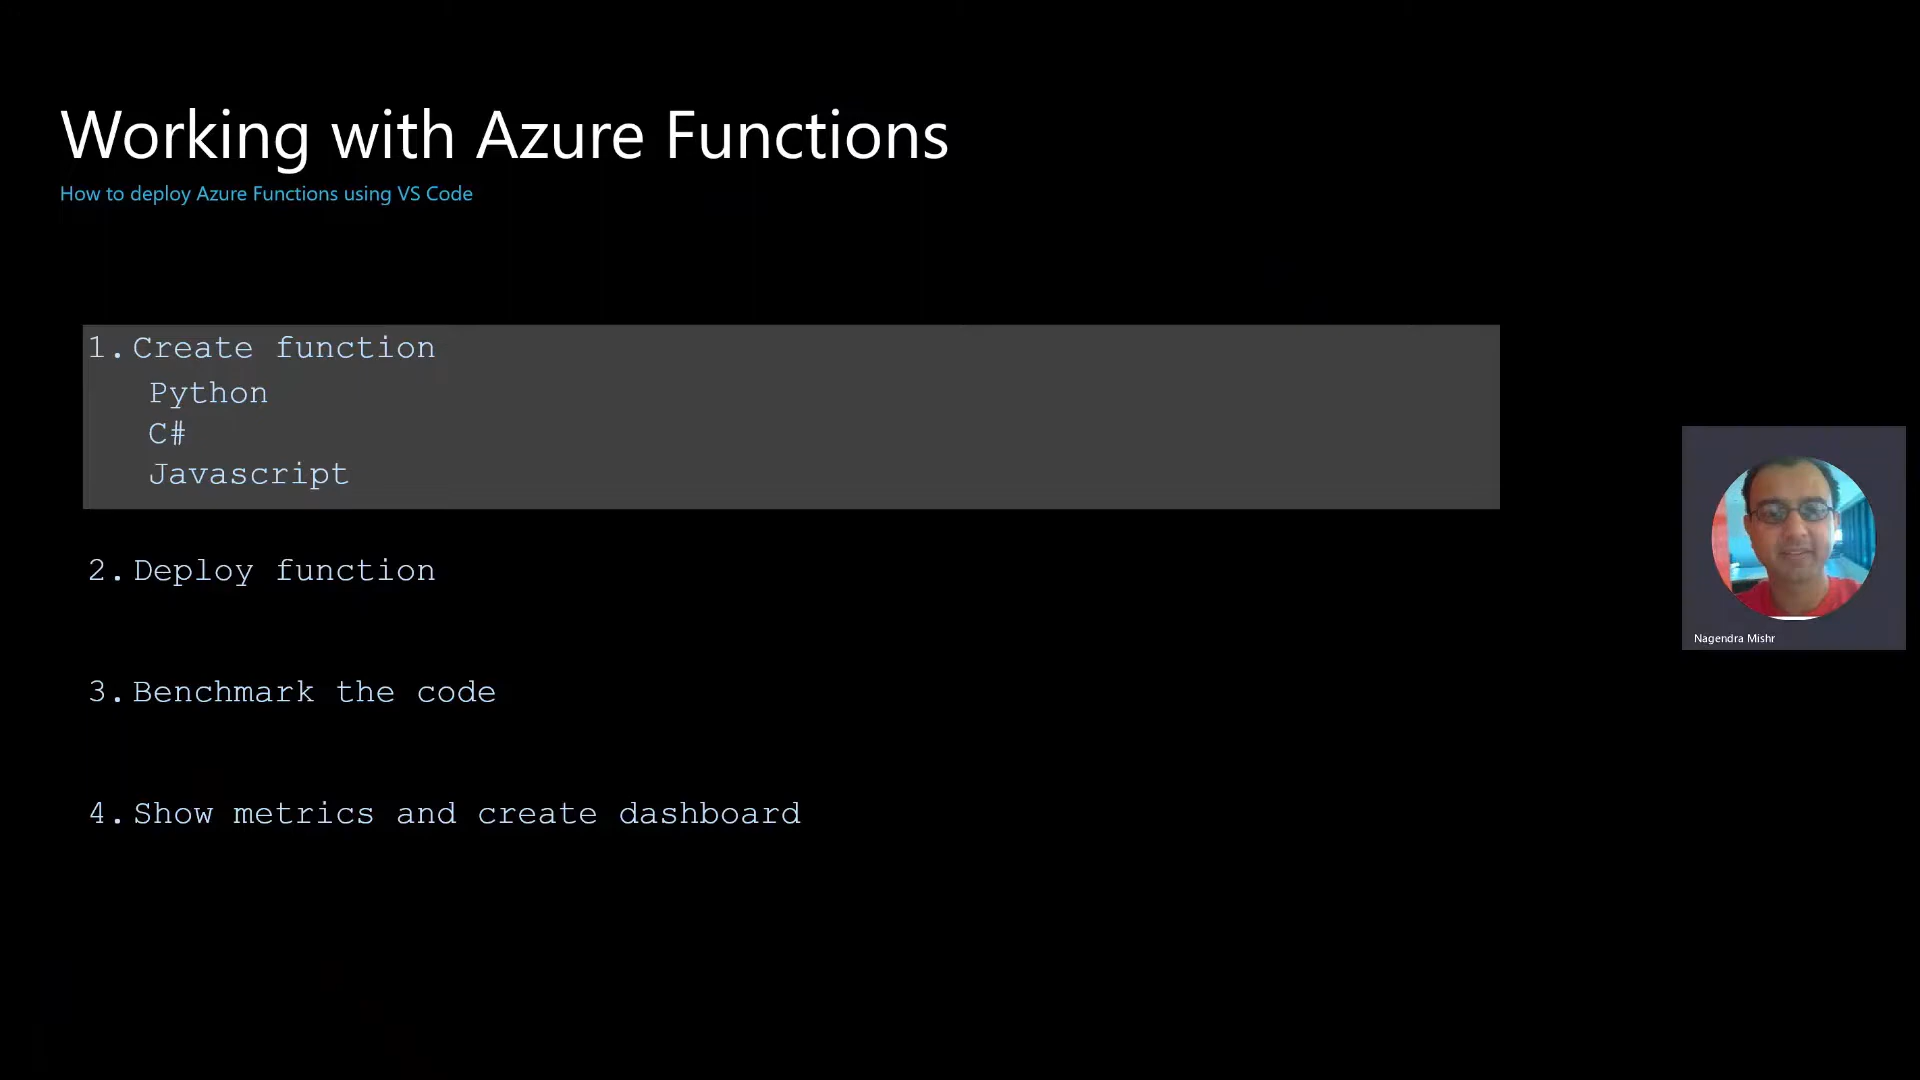 Working with Azure Functions
How to deploy Azure Functions using VS Code
1. Create function
Python
C#
Javascript
2. Deploy function
3. Benchmark the code
4. Show metrics and create dashboard
Nagendra Mishr